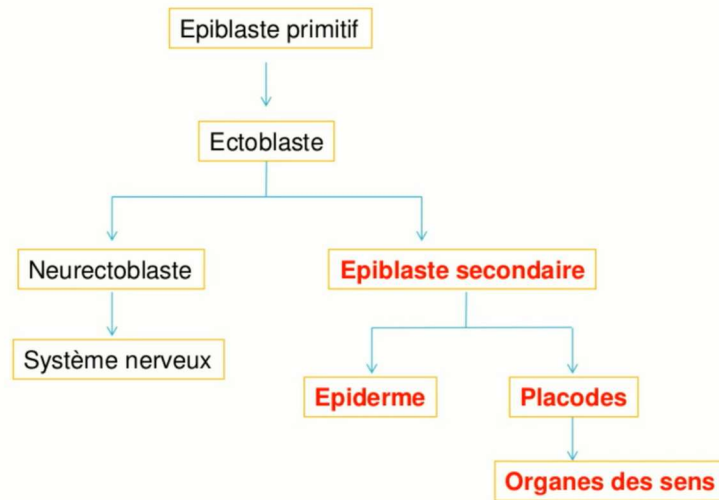 Epiblaste primitif
Ectoblaste
Neurectoblaste
Epiblaste secondaire
Système nerveux
Epiderme
Placodes
Organes des sens